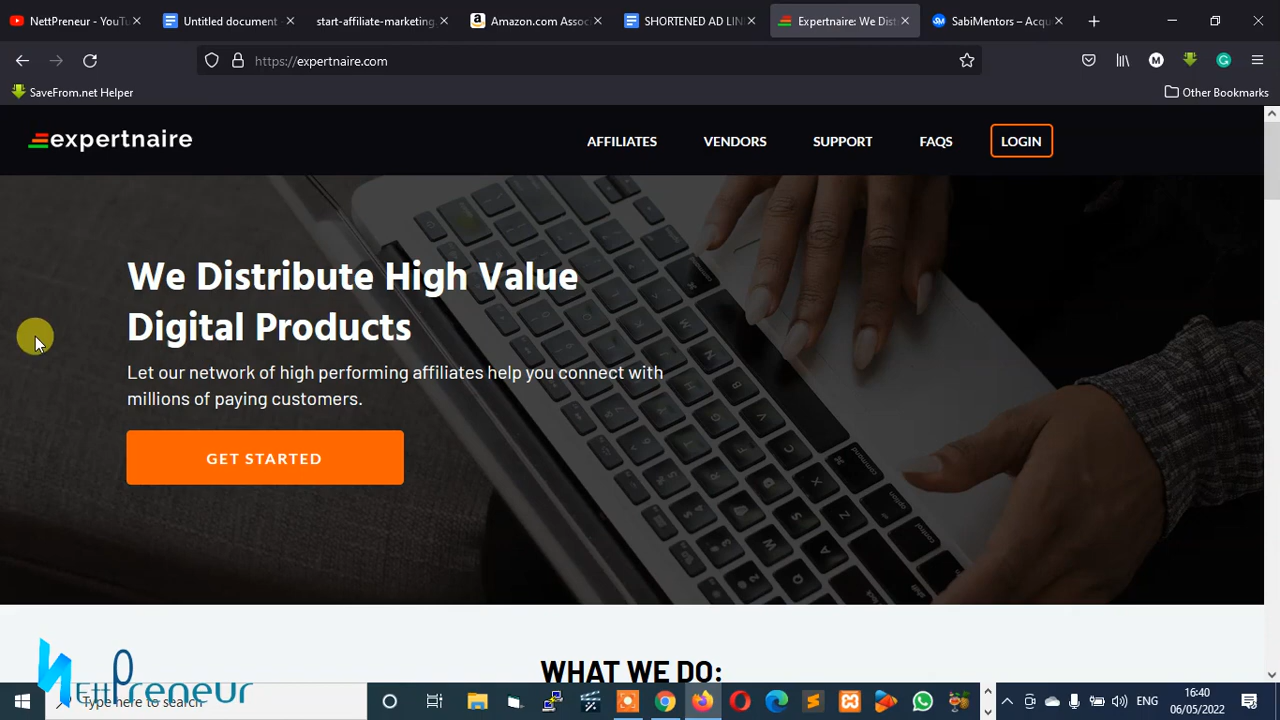 NettPreneur - YouTu
Untitled document
start-affiliate-marketing.
Amazon.com Assoc
SHORTENED AD LIN
Expertnaire: We Dist
SabiMentors – Acqu
https://expertnaire.com
SaveFrom.net Helper
Other Bookmarks
expertnaire
AFFILIATES
VENDORS
SUPPORT
FAQS
LOGIN
We Distribute High Value
Digital Products
Let our network of high performing affiliates help you connect with
millions of paying customers.
GET STARTED
WHAT WE DO:
NEttPreneur
Type here to search
ENG
16:40
06/05/2022